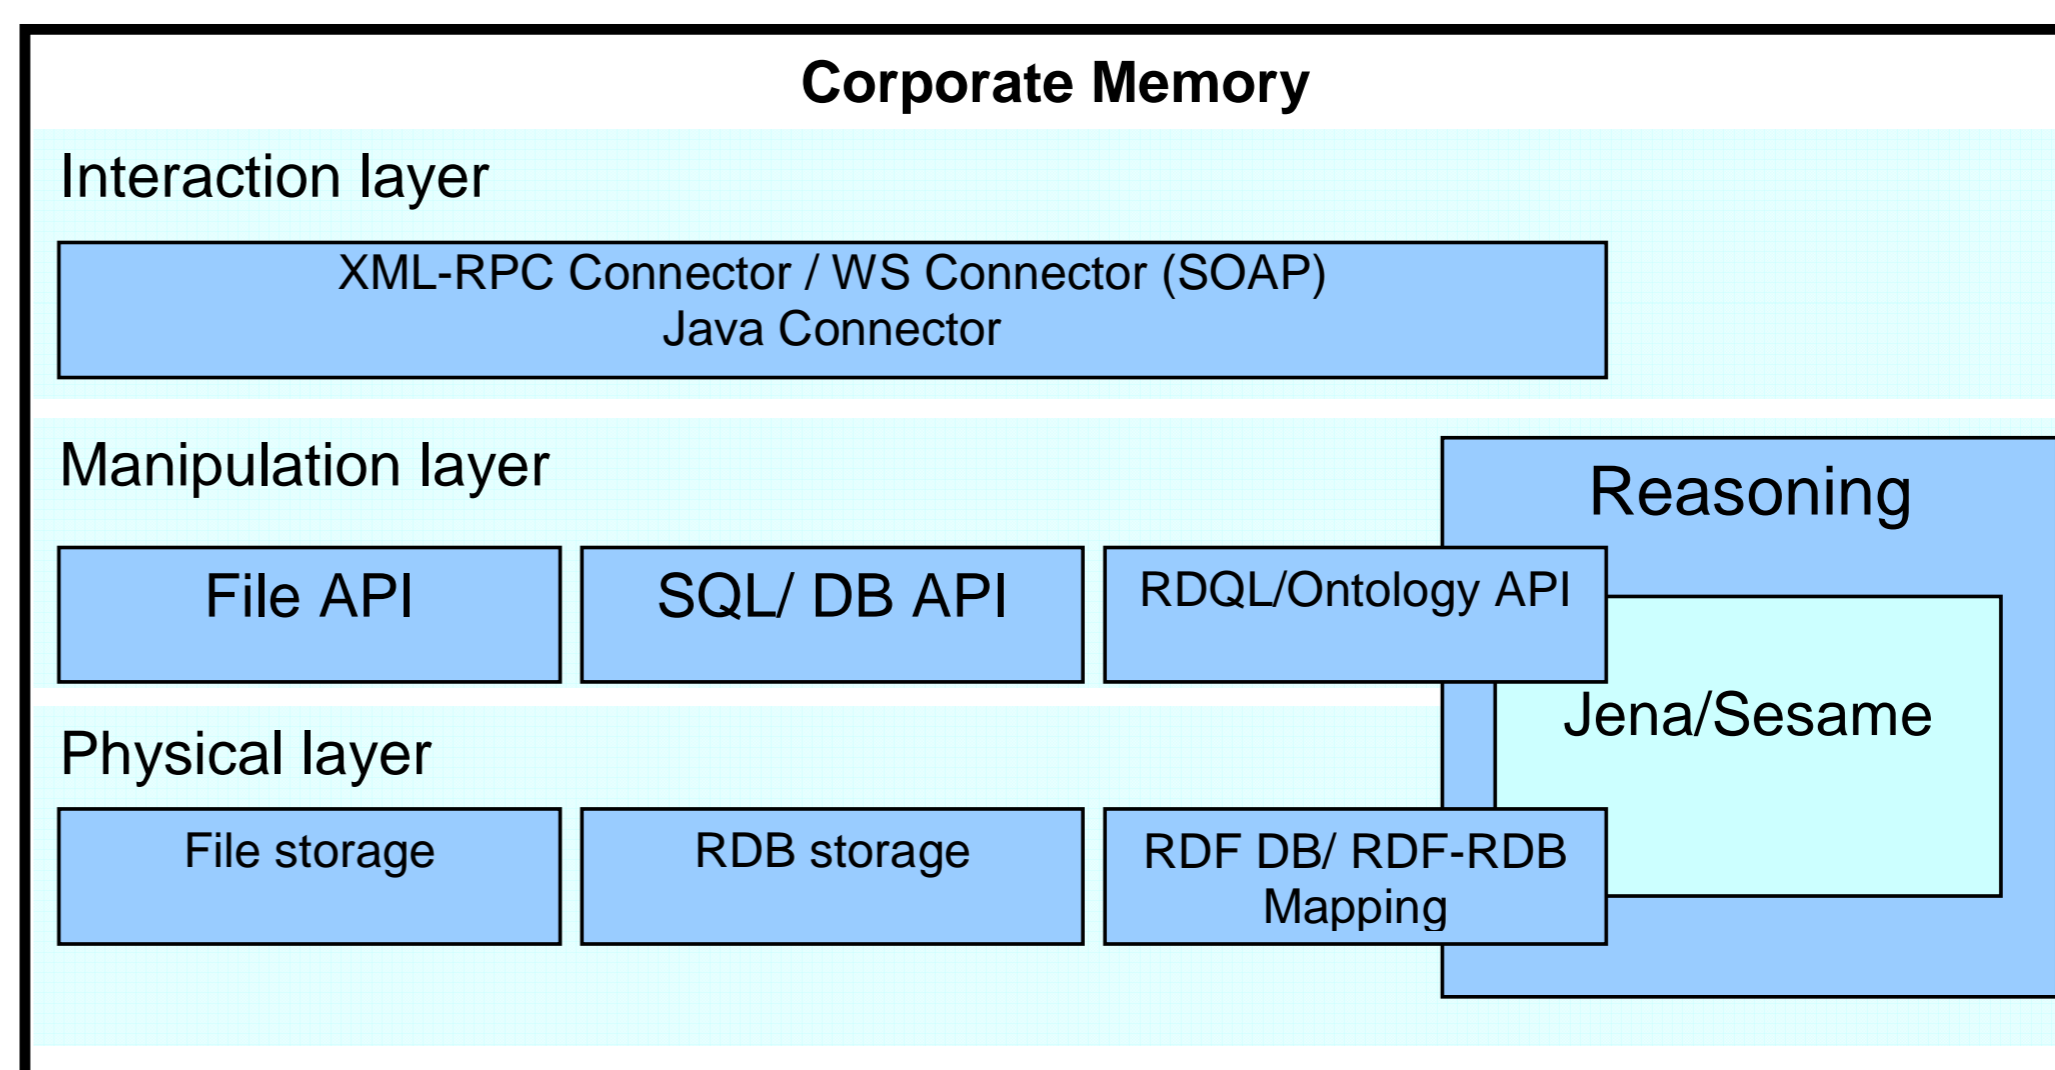 Corporate Memory
Interaction layer
XML-RPC Connector / WS Connector (SOAP)
Java Connector
Manipulation layer
Reasoning
File API
SQL/ DB API
RDQL/Ontology API
Jena/Sesame
Physical layer
File storage
RDB storage
RDF DB/ RDF-RDB
Mapping